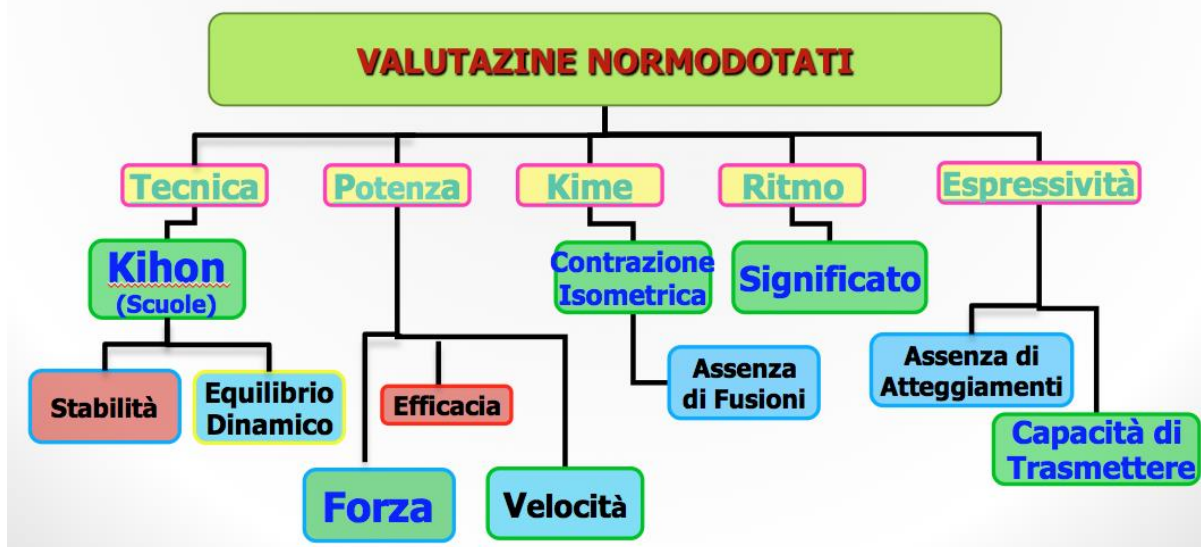 VALUTAZINE NORMODOTATI
Tecnica
Potenza
Kime
Ritmo
Espressività
Kihon
(Scuole)
Contrazione
Isometrica
Significato
Stabilità
Equilibrio
Dinamico
Efficacia
Assenza
di Fusioni
Assenza di
Atteggiamenti
Forza
Velocità
Capacità di
Trasmettere